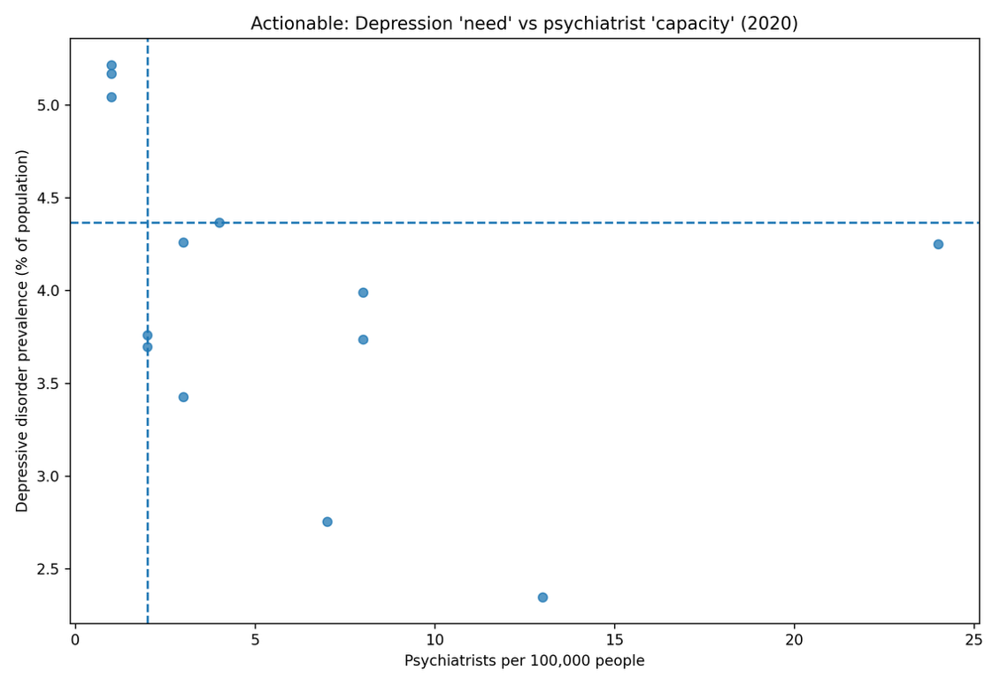 Actionable: Depression 'need' vs psychiatrist 'capacity' (2020)
Depressive disorder prevalence (% of population)
5.0
4.5
4.0
3.5
3.0
2.5
0 5 10 15 20 25
Psychiatrists per 100,000 people